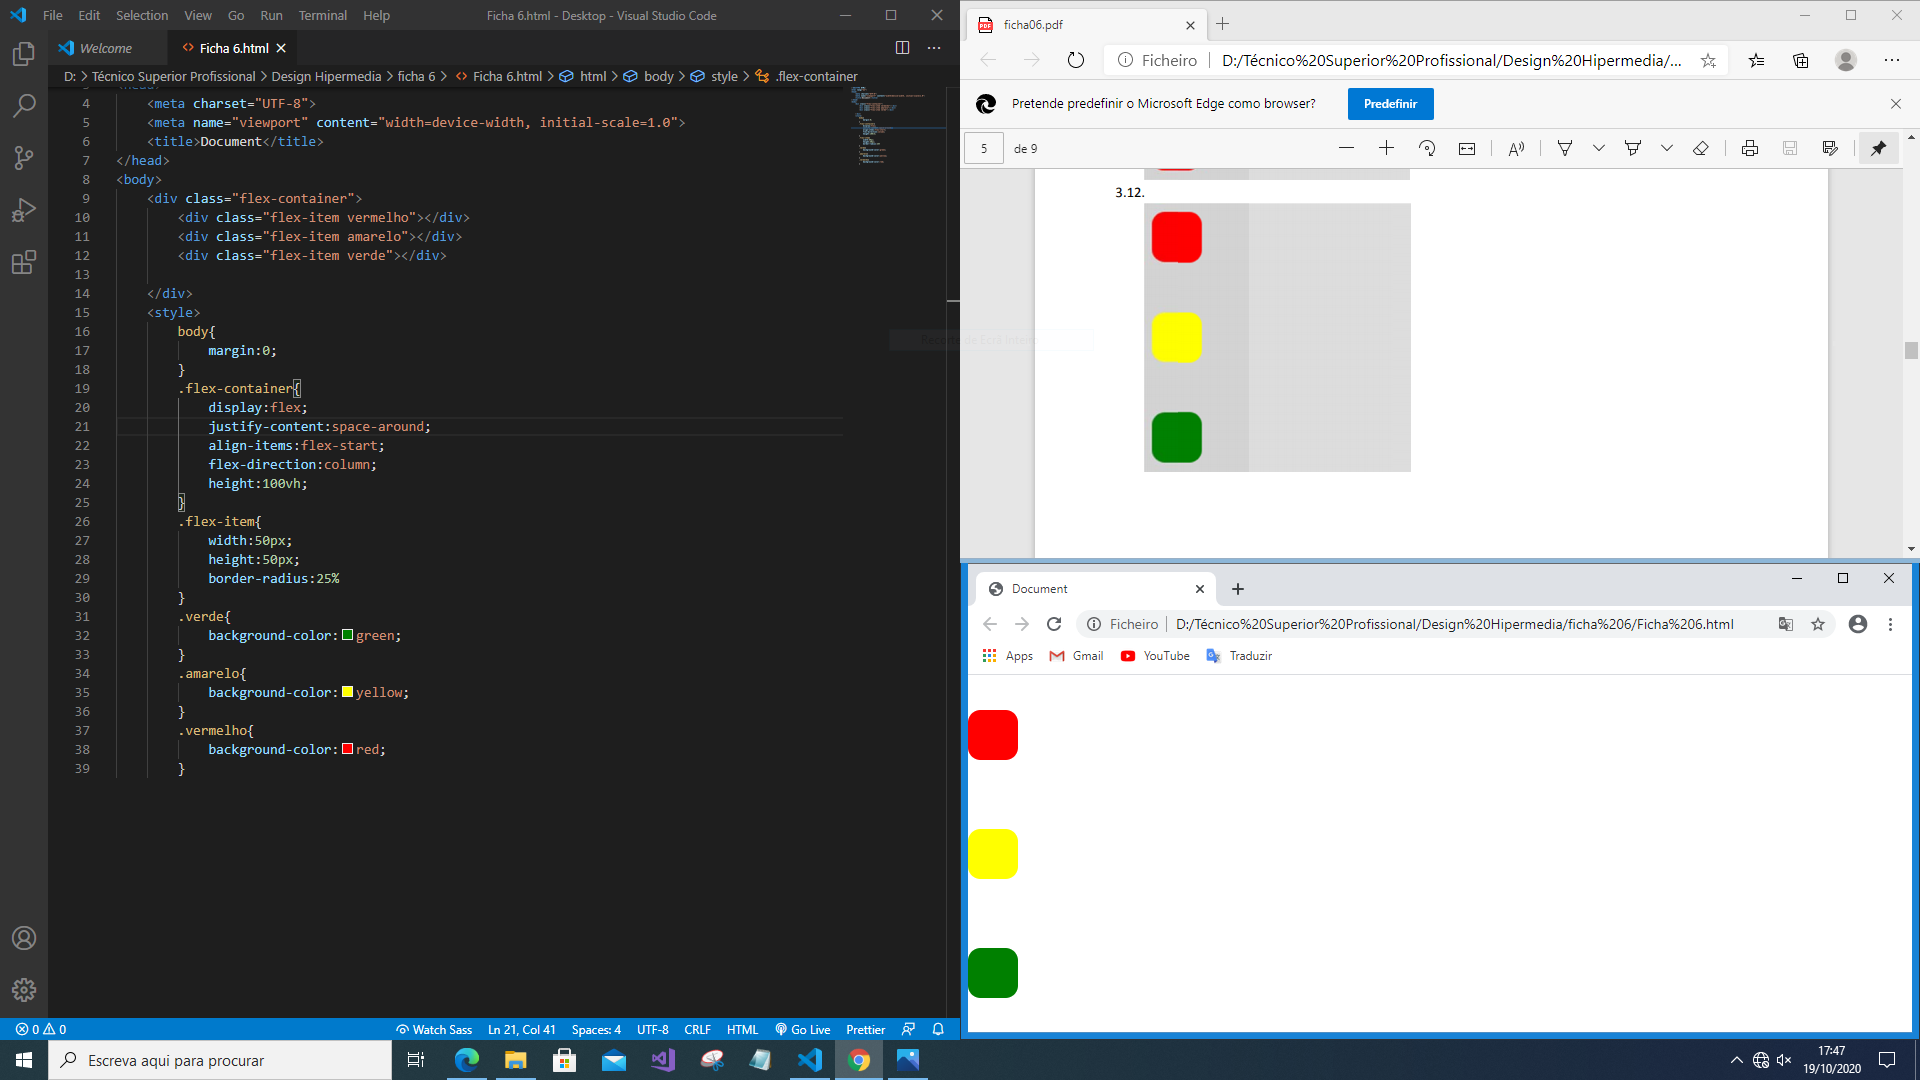 File Edit Selection View Go Run Terminal Help Ficha 6.html - Desktop - Visual Studio Code
Welcome Ficha 6.html
D: > Técnico Superior Profissional > Design Hipermedia > ficha 6 > Ficha 6.html > html > body > style > .flex-container
4 <meta charset="UTF-8">
5 <meta name="viewport" content="width=device-width, initial-scale=1.0">
6 <title>Document</title>
7 </head>
8 <body>
9 <div class="flex-container">
10 <div class="flex-item vermelho"></div>
11 <div class="flex-item amarelo"></div>
12 <div class="flex-item verde"></div>
13
14 </div>
15 <style>
16 body{
17 margin:0;
18 }
19 .flex-container{
20 display:flex;
21 justify-content:space-around;
22 align-items:flex-start;
23 flex-direction:column;
24 height:100vh;
25 }
26 .flex-item{
27 width:50px;
28 height:50px;
29 border-radius:25%
30 }
31 .verde{
32 background-color:green;
33 }
34 .amarelo{
35 background-color:yellow;
36 }
37 .vermelho{
38 background-color:red;
39 }
0 0 Watch Sass Ln 21, Col 41 Spaces: 4 UTF-8 CRLF HTML Go Live Prettier
ficha06.pdf
Ficheiro D:/Técnico%20Superior%20Profissional/Design%20Hipermedia/...
Pretende predefinir o Microsoft Edge como browser? Predefinir
5 de 9
3.12.
Document
Ficheiro D:/Técnico%20Superior%20Profissional/Design%20Hipermedia/ficha%206/Ficha%206.html
Apps Gmail YouTube Traduzir
Escreva aqui para procurar
17:47
19/10/2020